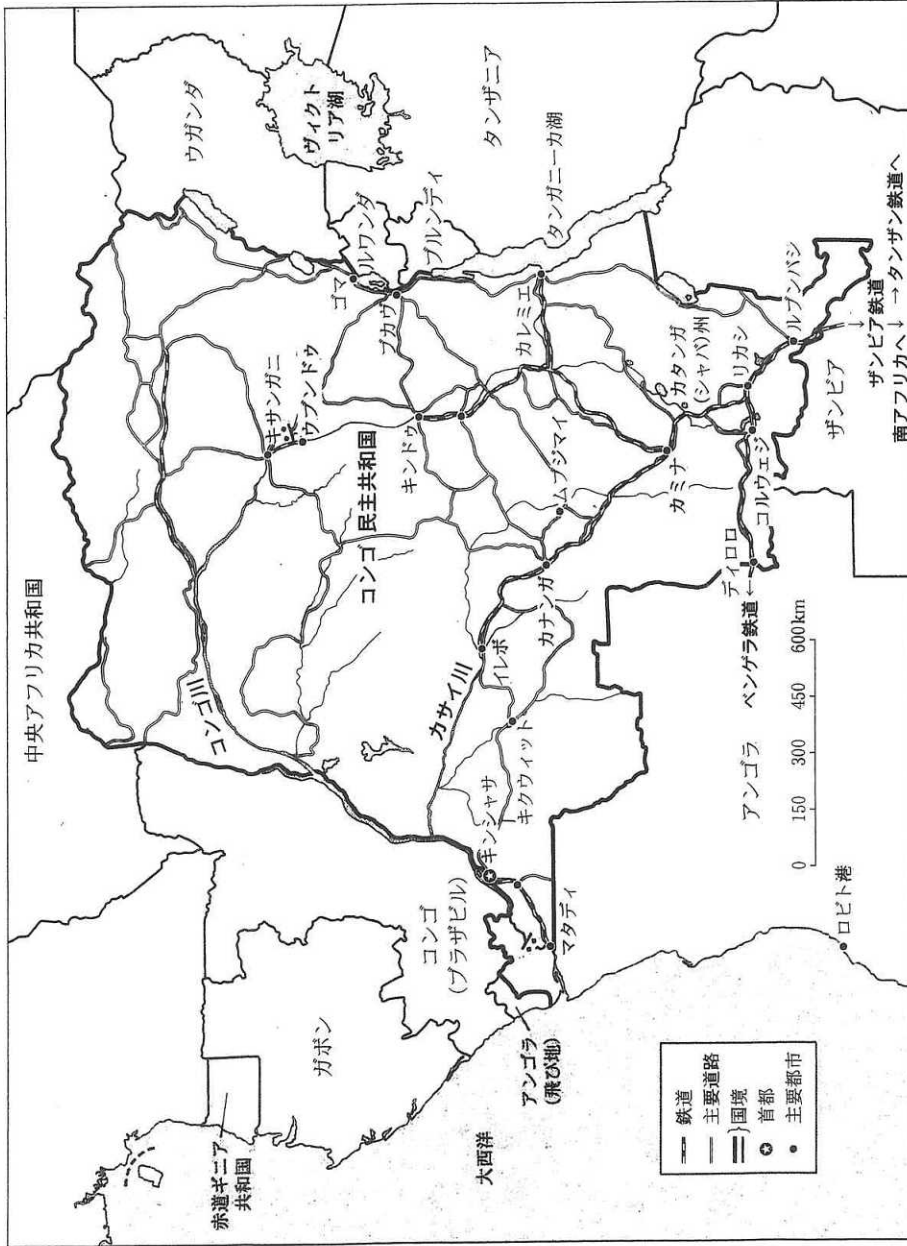 中央アフリカ共和国
赤道ギニア
共和国
ガボン
コンゴ
(ブラザビル)
大西洋
アンゴラ
(飛び地)
コンゴ川
コンゴ民主共和国
カサイ川
ウガンダ
ヴィクト
リア湖
ルワンダ
ブルンディ
タンザニア
タンガニーカ湖
ゴマ
ブカヴ
キサンガニ
ウブンドゥ
キンドゥ
カレミエ
ムブジマイ
カナンガ
イレボ
キクウィット
キンシャサ
マタディ
カミナ
カタンガ
(シャバ)州
リカシ
ルブンバシ
コルウェジ
ディロロ
ベンゲラ鉄道
アンゴラ
ザンビア
ザンビア鉄道
南アフリカへ↓→タンザン鉄道へ
ロビト港
0 150 300 450 600km
鉄道
主要道路
}国境
首都
主要都市